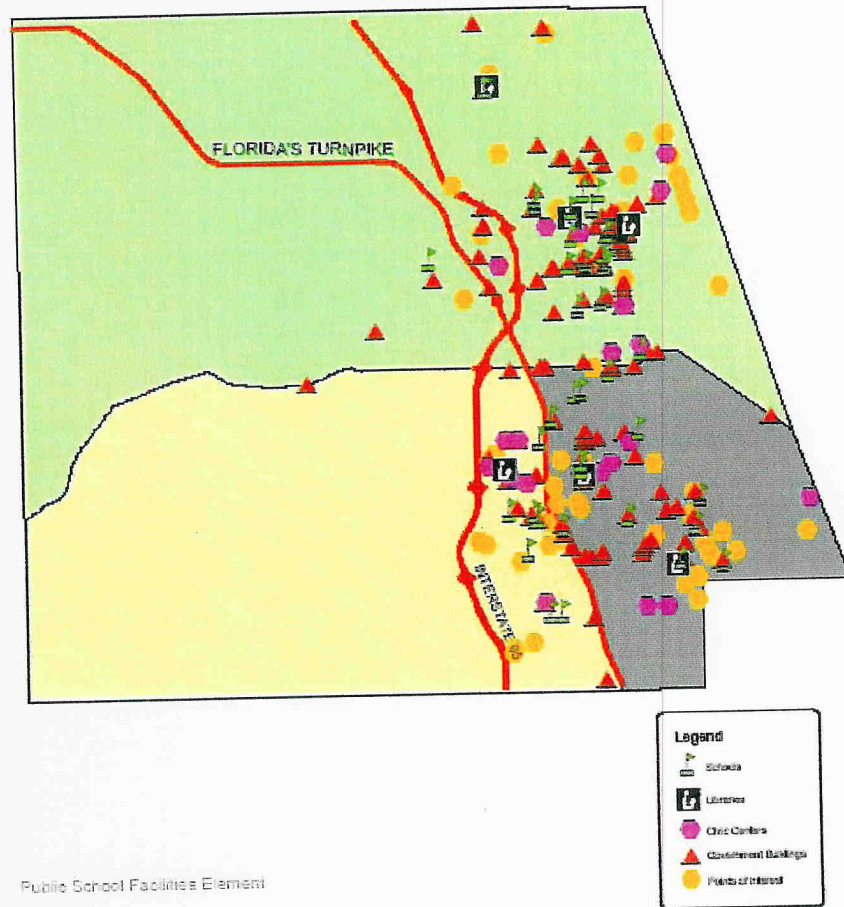 FLORIDA'S TURNPIKE
INTERSTATE 95
Legend
Schools
Libraries
Civic Centers
Government Buildings
Points of Interest
Public School Facilities Element